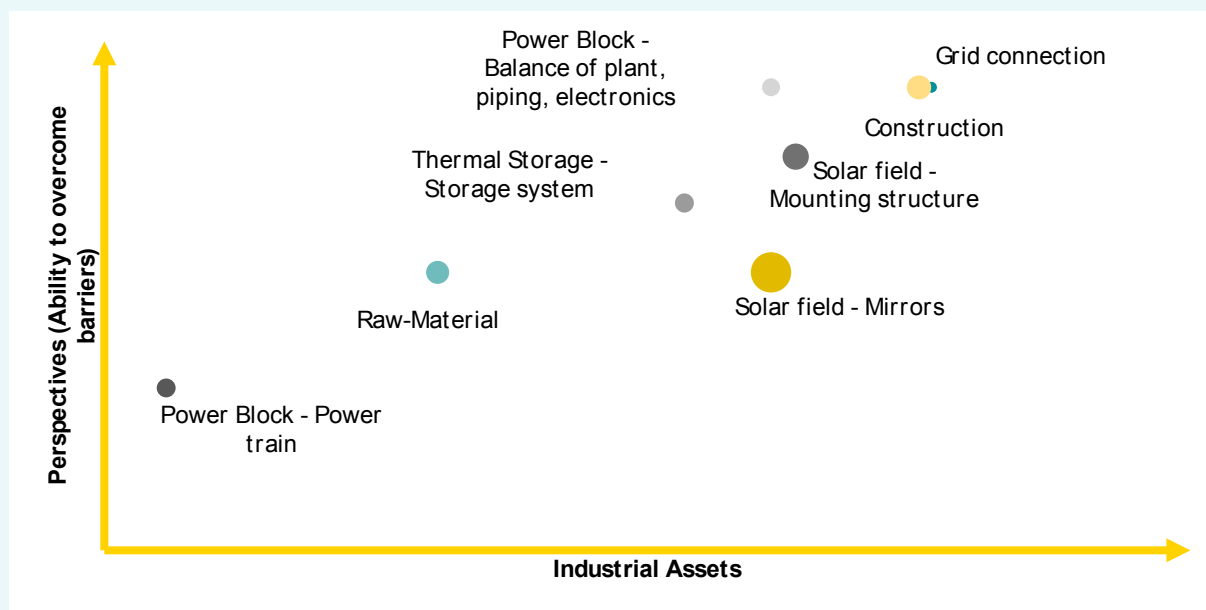 Power Block -
Balance of plant,
piping, electronics
Grid connection
Construction
Thermal Storage -
Storage system
Solar field -
Mounting structure
Raw-Material
Solar field - Mirrors
Power Block - Power
train
Perspectives (Ability to overcome
barriers)
Industrial Assets